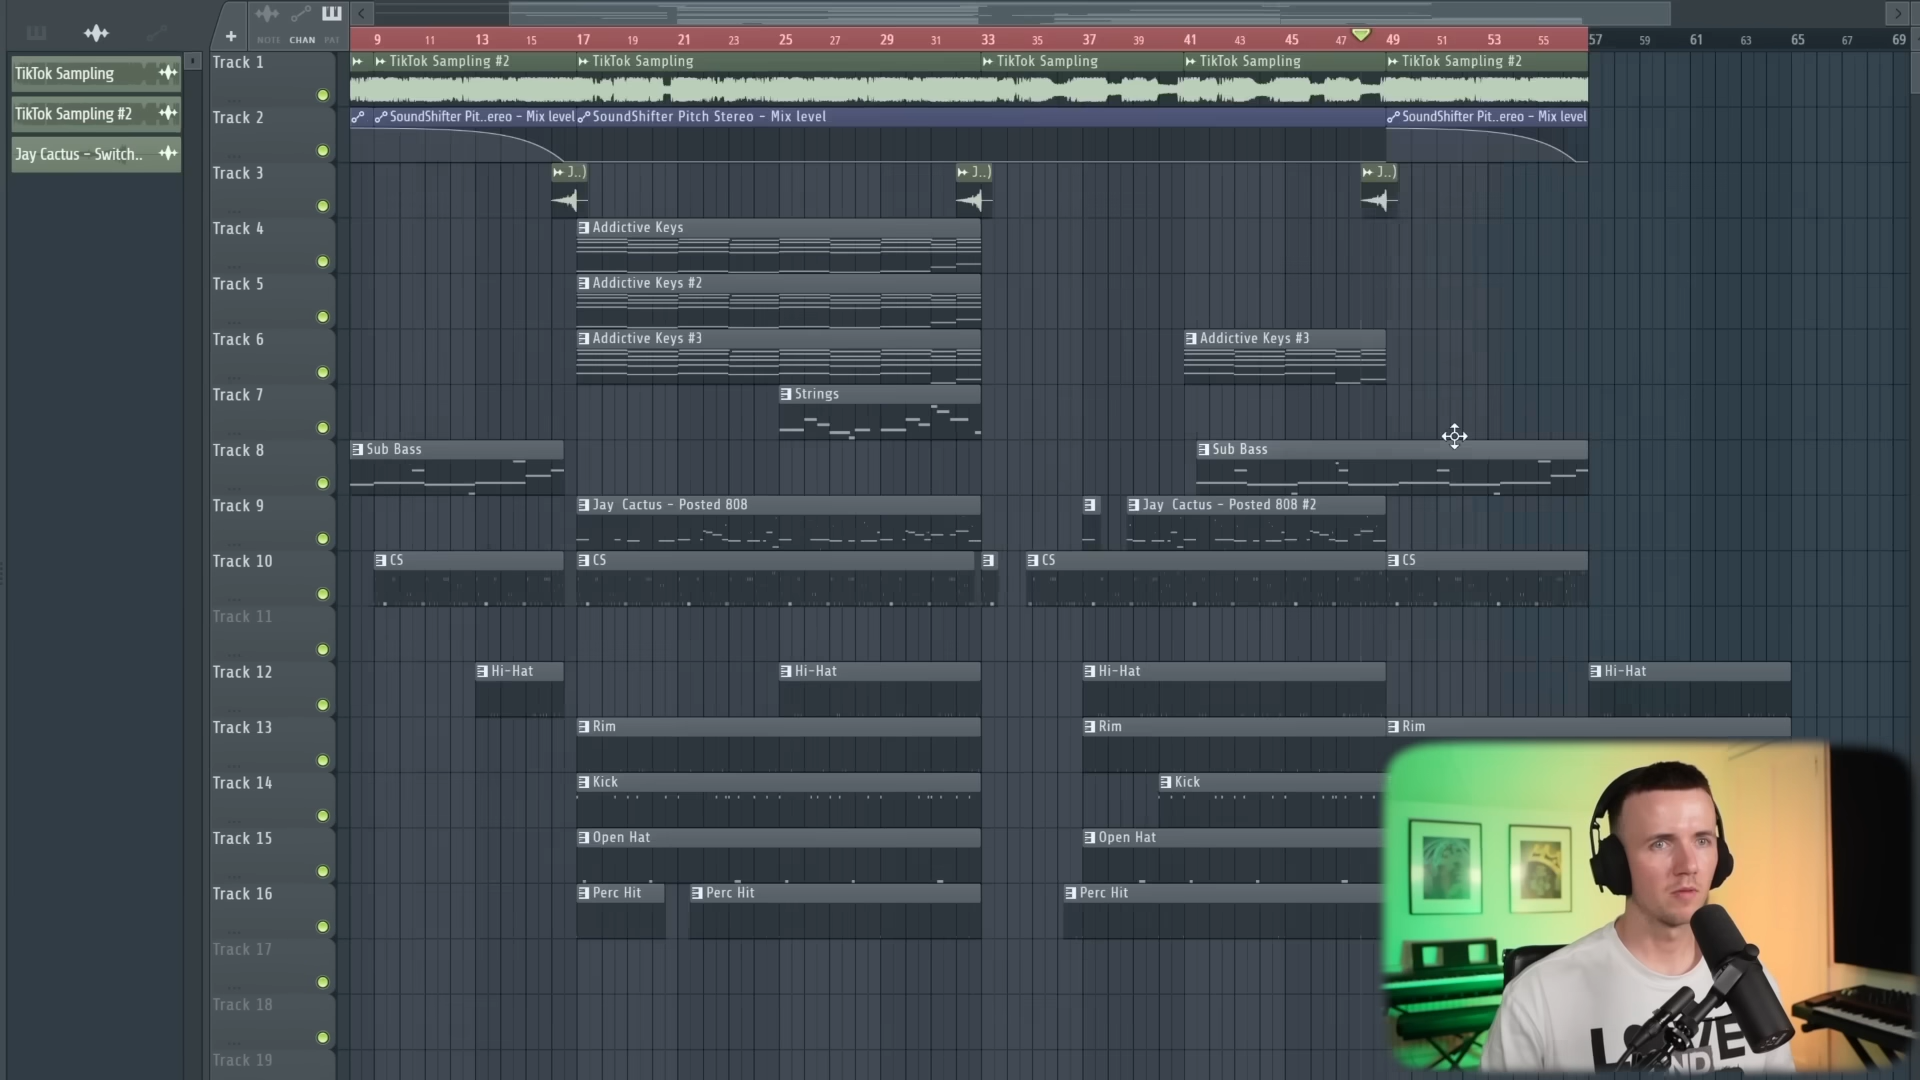 NOTE CHAN PAT
9 11 13 15 17 19 21 23 25 27 29 31 33 35 37 39 41 43 45 47 49 51 53 55 57 59 61 63 65 67 69
TikTok Sampling
TikTok Sampling #2
Jay Cactus - Switch..
Track 1
TikTok Sampling #2
TikTok Sampling
TikTok Sampling
TikTok Sampling
TikTok Sampling #2
Track 2
SoundShifter Pit..ereo - Mix level
SoundShifter Pitch Stereo - Mix level
SoundShifter Pit..ereo - Mix level
Track 3
J..)
J..)
J..)
Track 4
Addictive Keys
Track 5
Addictive Keys #2
Track 6
Addictive Keys #3
Addictive Keys #3
Track 7
Strings
Track 8
Sub Bass
Sub Bass
Track 9
Jay Cactus - Posted 808
Jay Cactus - Posted 808 #2
Track 10
CS
CS
CS
CS
Track 11
Track 12
Hi-Hat
Hi-Hat
Hi-Hat
Hi-Hat
Track 13
Rim
Rim
Rim
Track 14
Kick
Kick
Track 15
Open Hat
Open Hat
Track 16
Perc Hit
Perc Hit
Perc Hit
Track 17
Track 18
Track 19